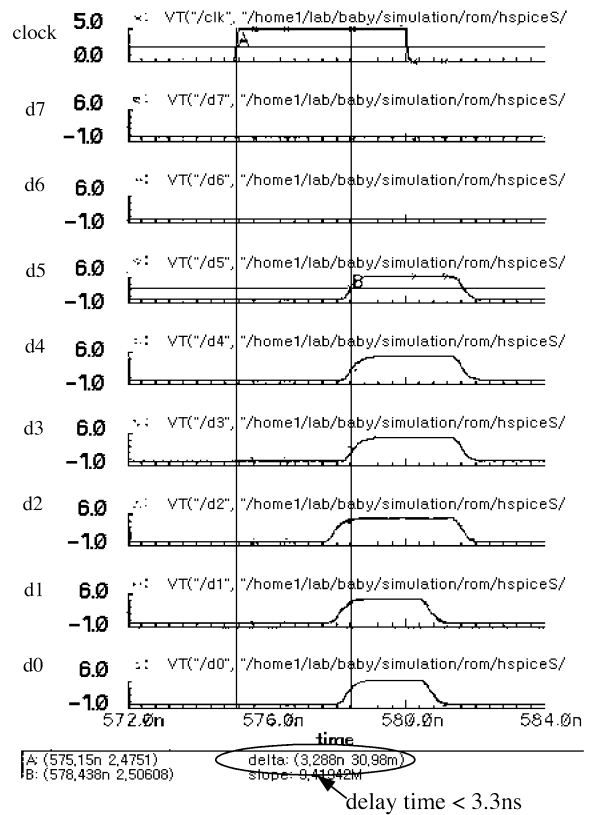 clock 5.0 VT("/clk", "/home1/lab/baby/simulation/rom/hspiceS/
0.0 A
d7 6.0 VT("/d7", "/home1/lab/baby/simulation/rom/hspiceS/
-1.0
d6 6.0 VT("/d6", "/home1/lab/baby/simulation/rom/hspiceS/
-1.0
d5 6.0 VT("/d5", "/home1/lab/baby/simulation/rom/hspiceS/
-1.0 B
d4 6.0 VT("/d4", "/home1/lab/baby/simulation/rom/hspiceS/
-1.0
d3 6.0 VT("/d3", "/home1/lab/baby/simulation/rom/hspiceS/
-1.0
d2 6.0 VT("/d2", "/home1/lab/baby/simulation/rom/hspiceS/
-1.0
d1 6.0 VT("/d1", "/home1/lab/baby/simulation/rom/hspiceS/
-1.0
d0 6.0 VT("/d0", "/home1/lab/baby/simulation/rom/hspiceS/
-1.0
572.0n 576.0n 580.0n 584.0n
time
A: (575,15n 2,4751) delta: (3,288n 30,98m)
B: (578,438n 2,50608) slope: 9,41942M
delay time < 3.3ns